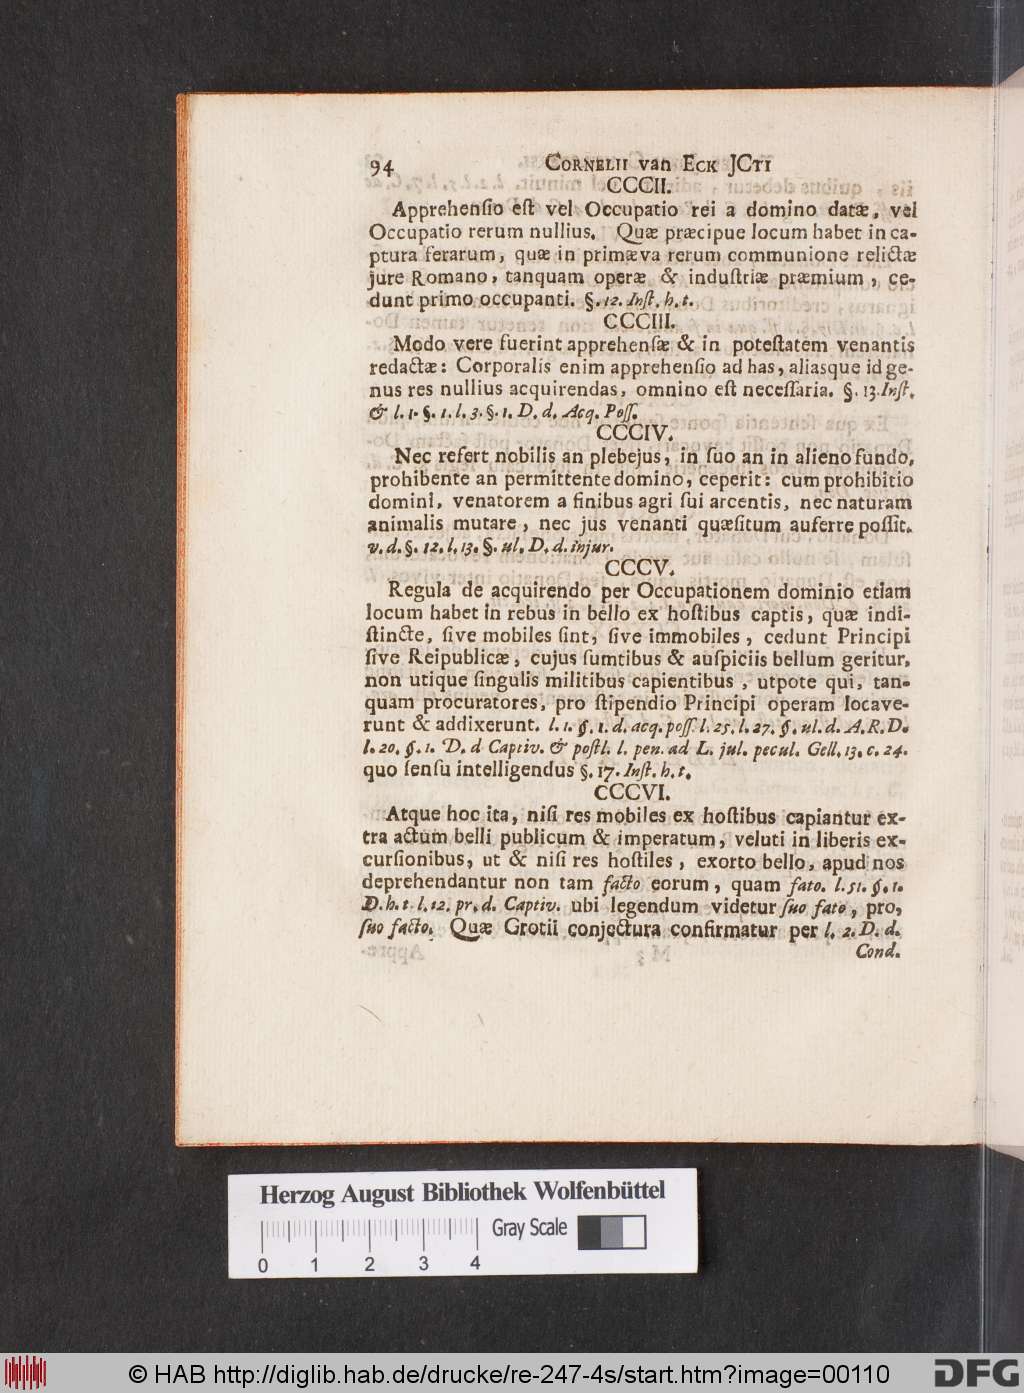 94 CORNELII van ECK JCTI
CCCII.
Apprehenſio eſt vel Occupatio rei a domino datæ, vel
Occupatio rerum nullius. Quæ præcipue locum habet in ca-
ptura ferarum, quæ in primæva rerum communione relictæ
jure Romano, tanquam operæ & induſtriæ præmium, ce-
dunt primo occupanti. §. 12. Inſt. h. t.
CCCIII.
Modo vere fuerint apprehenſæ & in poteſtatem venantis
redactæ: Corporalis enim apprehenſio ad has, aliasque id ge-
nus res nullius acquirendas, omnino eſt neceſſaria. §. 13. Inſt.
& l. 1. §. 1. l. 3. §. 1. D. d. Acq. Poſſ.
CCCIV.
Nec refert nobilis an plebejus, in ſuo an in alieno fundo,
prohibente an permittente domino, ceperit: cum prohibitio
domini, venatorem a finibus agri ſui arcentis, nec naturam
animalis mutare, nec jus venanti quæſitum auferre poſſit.
v. d. §. 12. l. 13. §. ul. D. d. injur.
CCCV.
Regula de acquirendo per Occupationem dominio etiam
locum habet in rebus in bello ex hoſtibus captis, quæ indi-
ſtincte, ſive mobiles ſint, ſive immobiles, cedunt Principi
ſive Reipublicæ, cujus ſumtibus & auſpiciis bellum geritur,
non utique ſingulis militibus capientibus, utpote qui, tan-
quam procuratores, pro ſtipendio Principi operam locave-
runt & addixerunt. l. 1. §. 1. d. acq. poſſ. l. 25. l. 27. §. ul. d. A. R. D.
l. 20. §. 1. D. d Captiv. & poſtl. l. pen. ad L. jul. pecul. Gell. 13. c. 24.
quo ſenſu intelligendus §. 17. Inſt. h. t.
CCCVI.
Atque hoc ita, niſi res mobiles ex hoſtibus capiantur ex-
tra actum belli publicum & imperatum, veluti in liberis ex-
curſionibus, ut & niſi res hoſtiles, exorto bello, apud nos
deprehendantur non tam facto eorum, quam fato. l. 51. §. 1.
D. h. t. l. 12. pr. d. Captiv. ubi legendum videtur ſuo fato, pro,
ſuo facto. Quæ Grotii conjectura confirmatur per l. 2. D. d.
Cond.
Herzog August Bibliothek Wolfenbüttel
Gray Scale
0 1 2 3 4
© HAB http://diglib.hab.de/drucke/re-247-4s/start.htm?image=00110
DFG